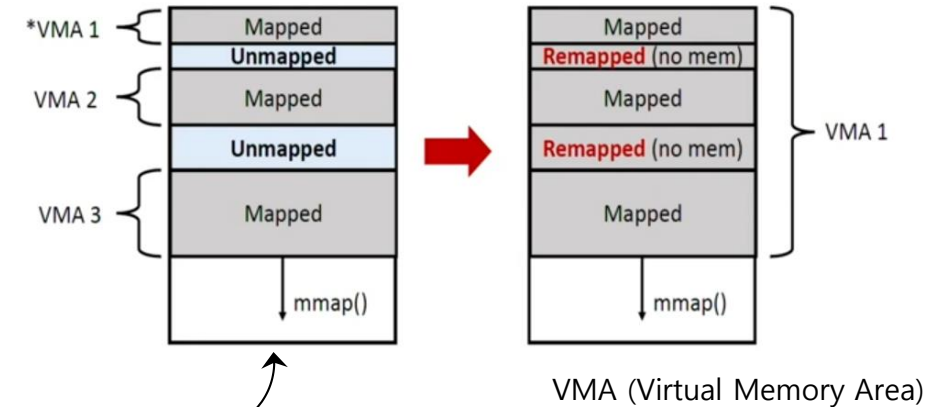 *VMA 1
Mapped
Unmapped
VMA 2
Mapped
Unmapped
VMA 3
Mapped
mmap()
Mapped
Remapped (no mem)
Mapped
Remapped (no mem)
Mapped
VMA 1
mmap()
VMA (Virtual Memory Area)